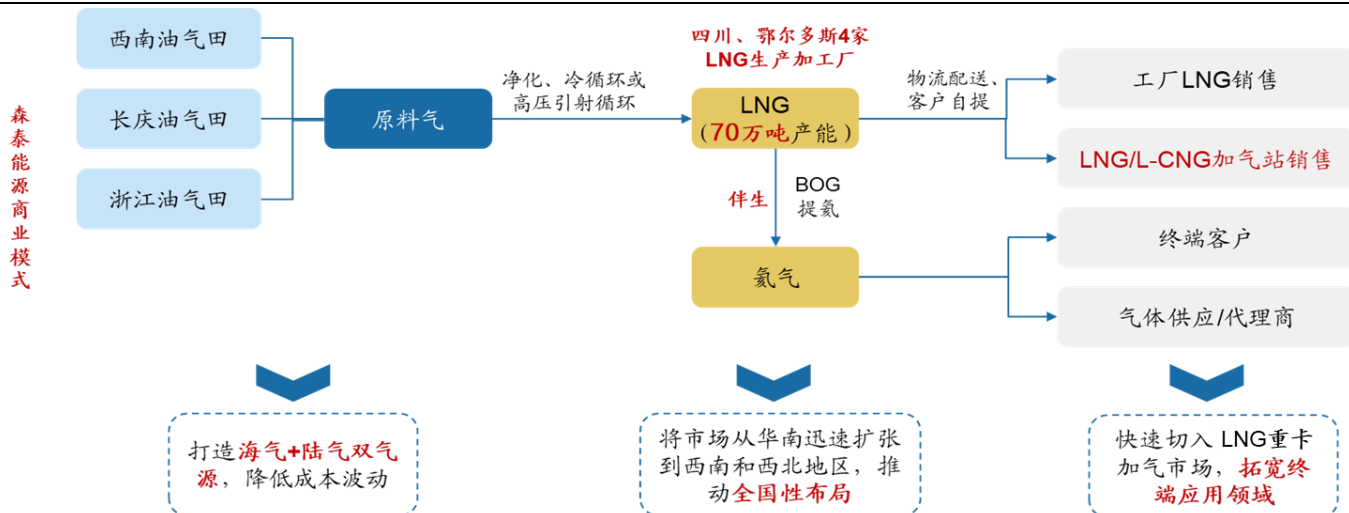 森泰能源商业模式
西南油气田
长庆油气田
浙江油气田
原料气
净化、冷循环或
高压引射循环
四川、鄂尔多斯4家
LNG生产加工厂
LNG
（70万吨产能）
伴生
BOG
提氦
氦气
物流配送、
客户自提
工厂LNG销售
LNG/L-CNG加气站销售
终端客户
气体供应/代理商
打造海气+陆气双气
源，降低成本波动
将市场从华南迅速扩张
到西南和西北地区，推
动全国性布局
快速切入 LNG重卡
加气市场，拓宽终
端应用领域